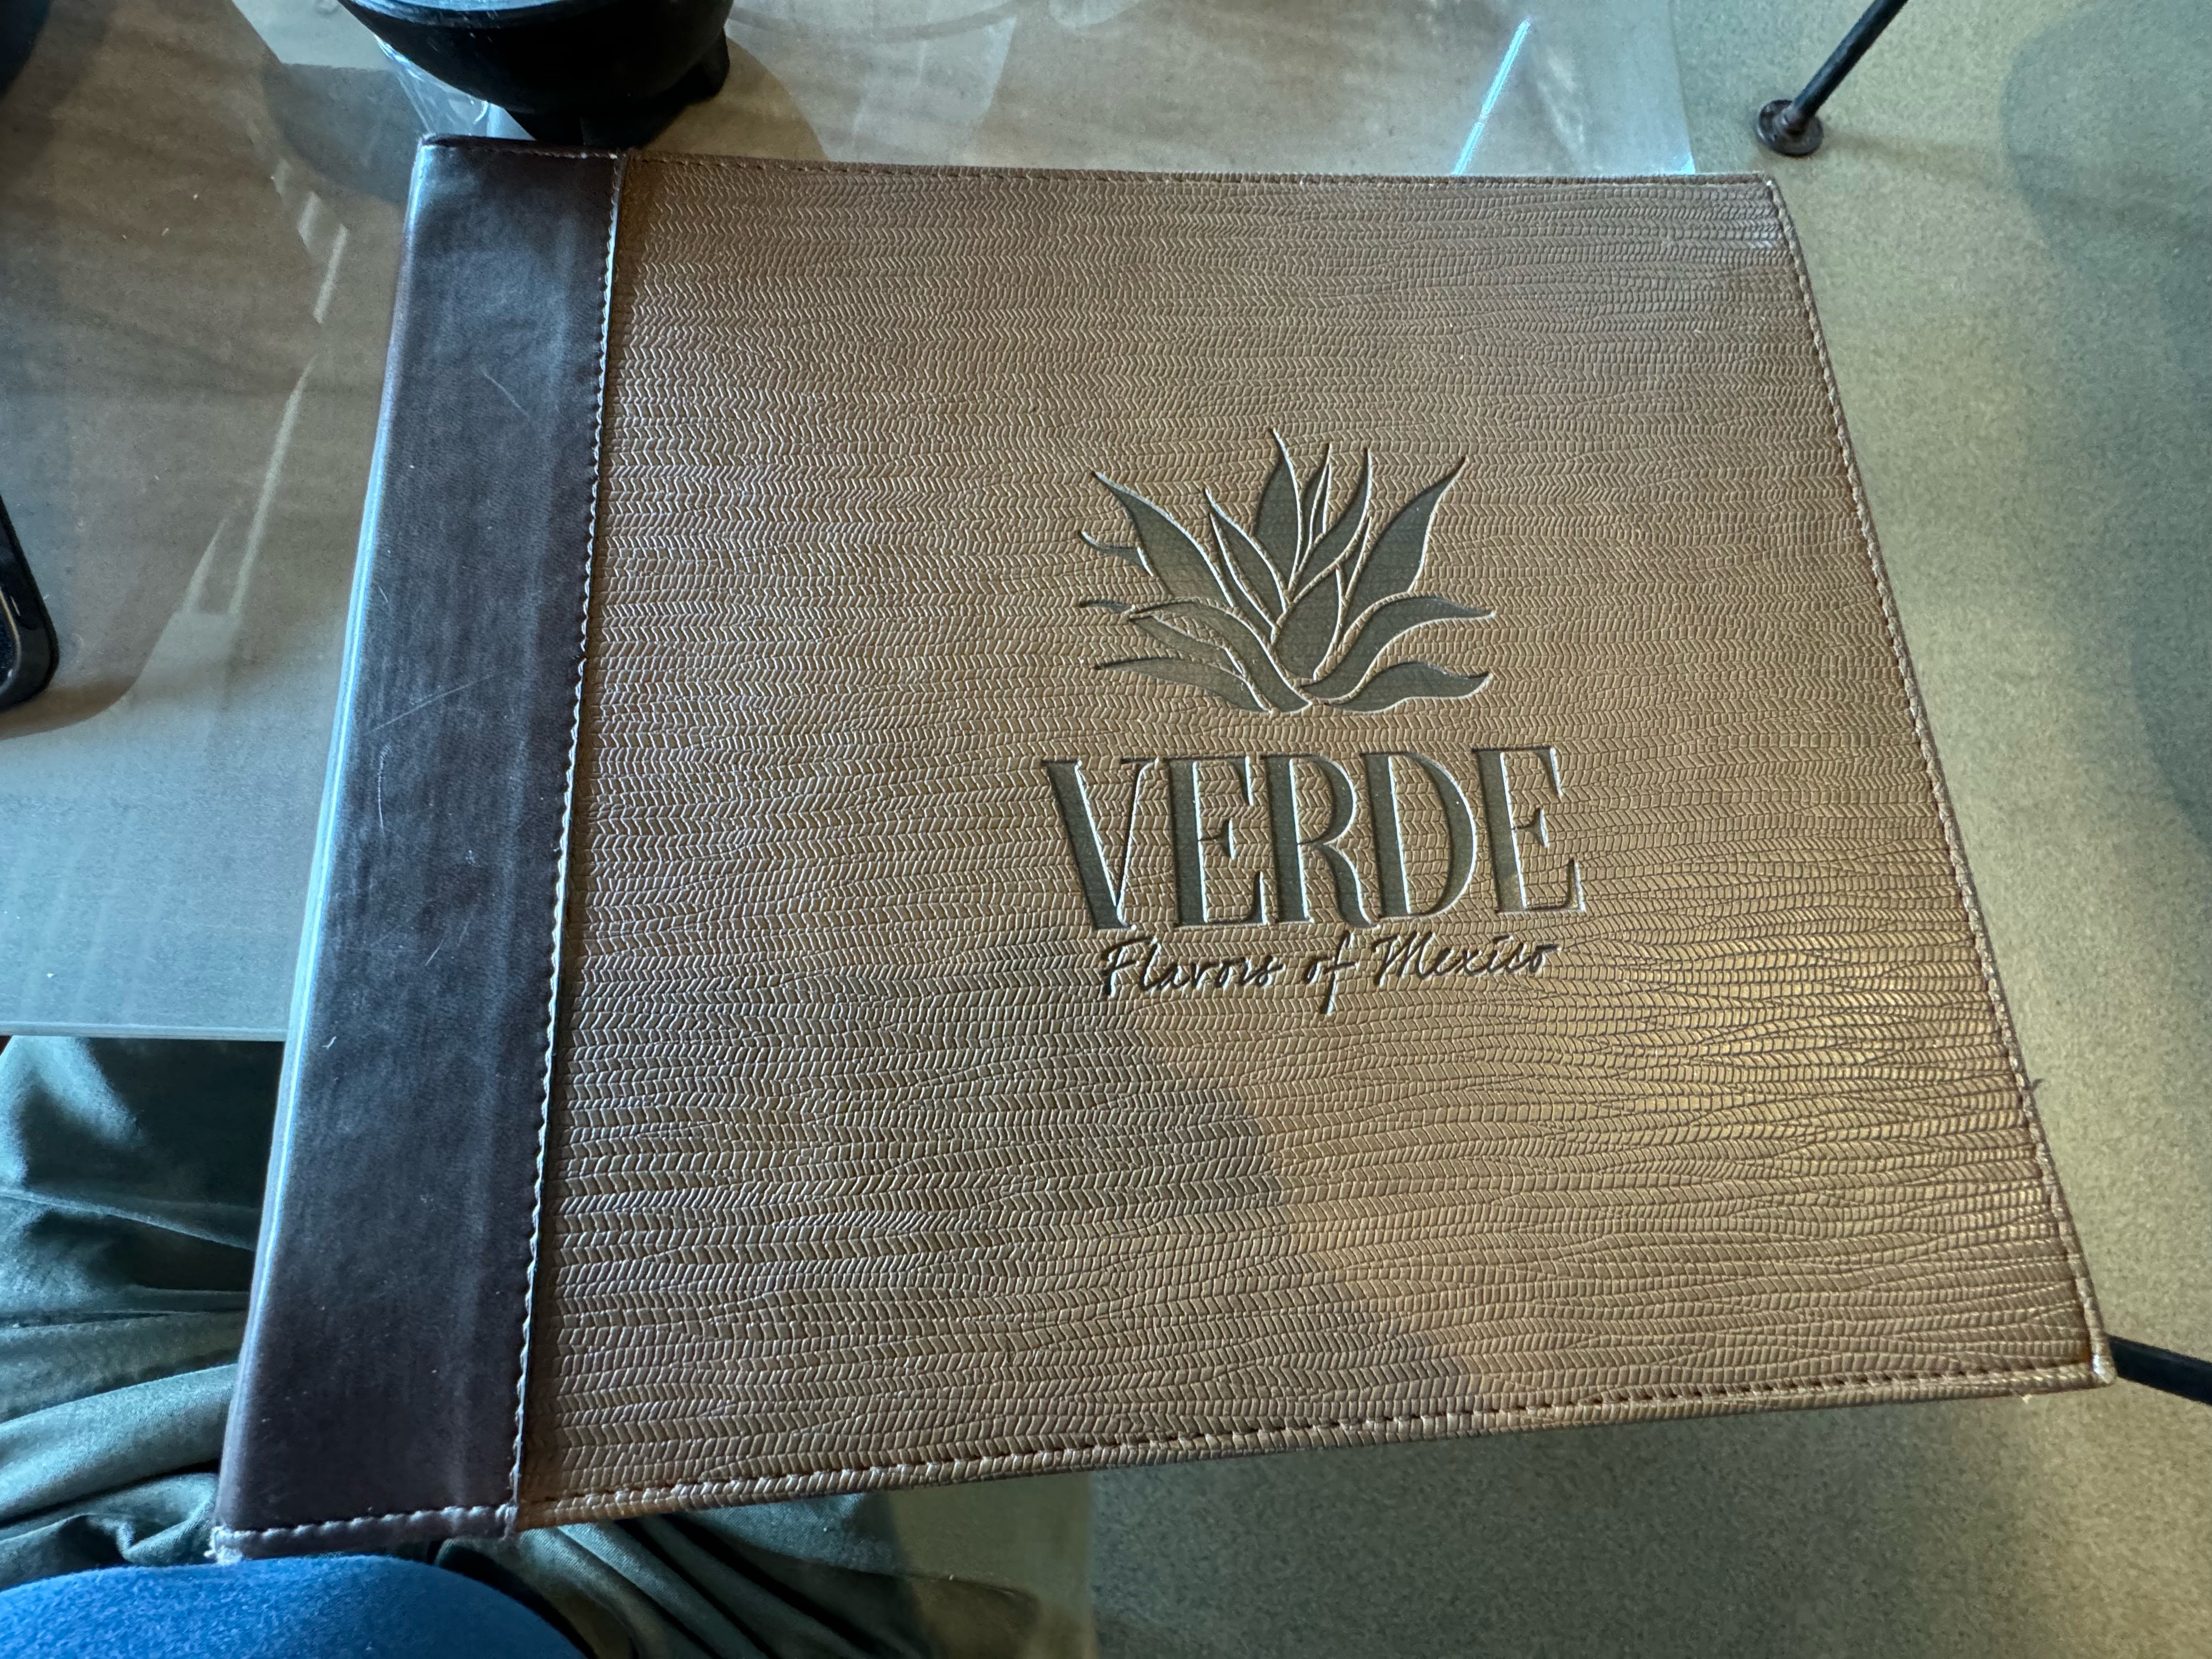 VERDE
Flavors of Mexico